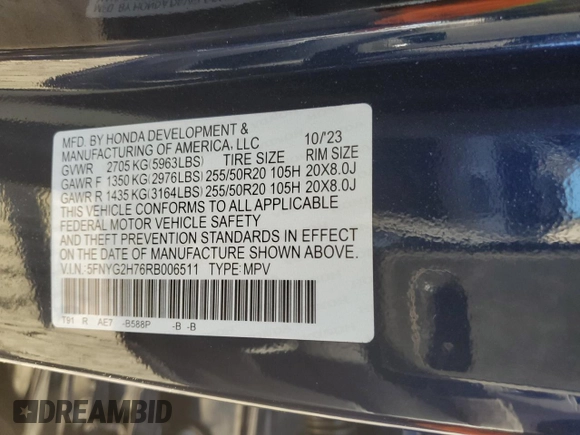 MFD. BY HONDA DEVELOPMENT &
MANUFACTURING OF AMERICA, LLC 10/'23
GVWR 2705 KG(5963LBS) TIRE SIZE RIM SIZE
GAWR F 1350 KG(2976LBS) 255/50R20 105H 20X8.0J
GAWR R 1435 KG(3164LBS) 255/50R20 105H 20X8.0J
THIS VEHICLE CONFORMS TO ALL APPLICABLE
FEDERAL MOTOR VEHICLE SAFETY
AND THEFT PREVENTION STANDARDS IN EFFECT
ON THE DATE OF MANUFACTURE SHOWN ABOVE.
V.I.N.:5FNYG2H76RB006511 TYPE: MPV
T91 R AE7 -B588P -B -B
DREAMBID